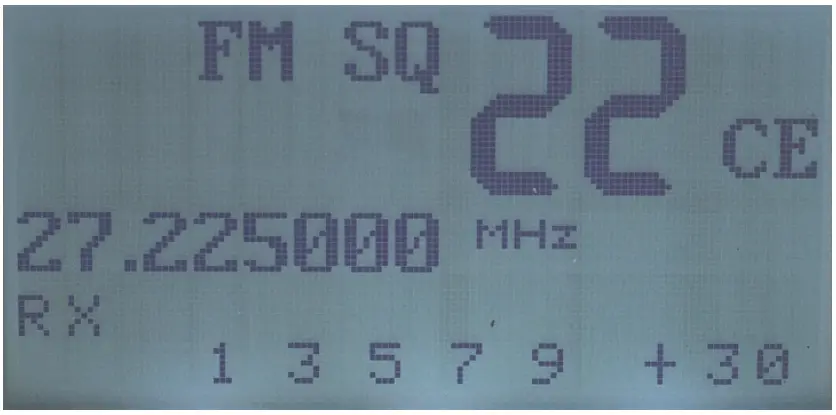 FM SQ 22 CE
27.225000 MHz
RX
1 3 5 7 9 +30